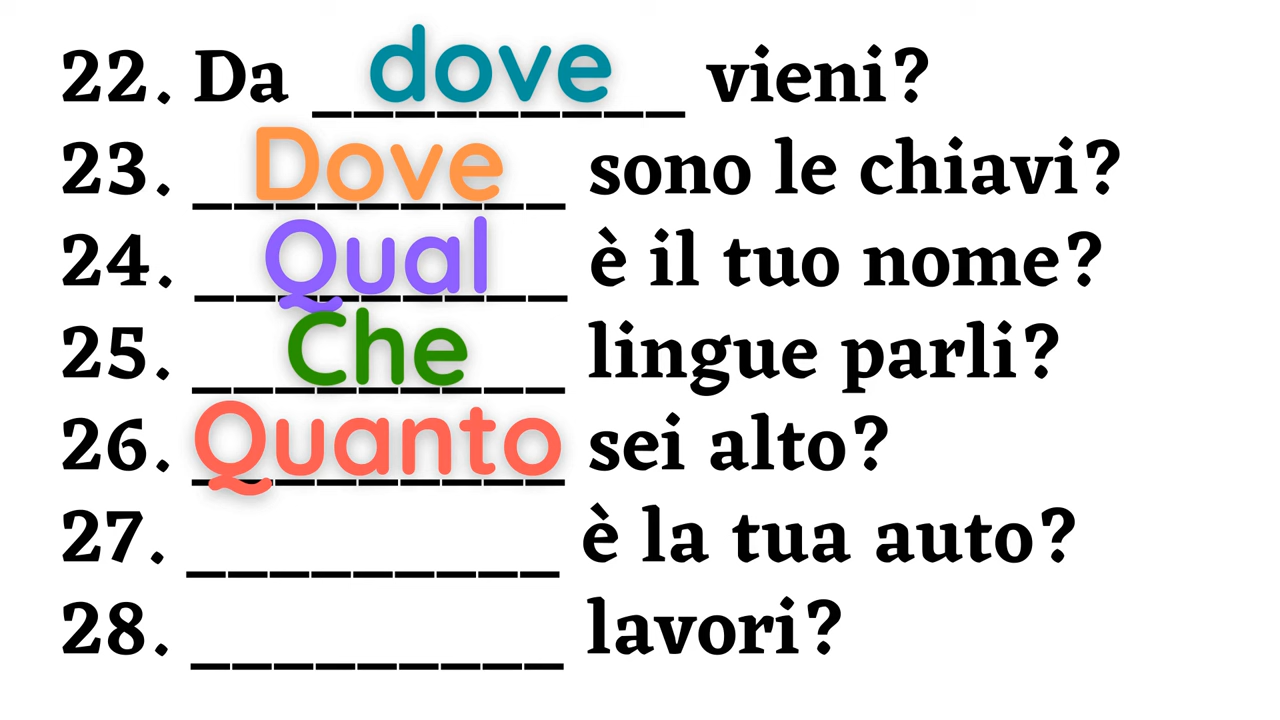 22. Da dove vieni?
23. Dove sono le chiavi?
24. Qual è il tuo nome?
25. Che lingue parli?
26. Quanto sei alto?
27. __________ è la tua auto?
28. __________ lavori?